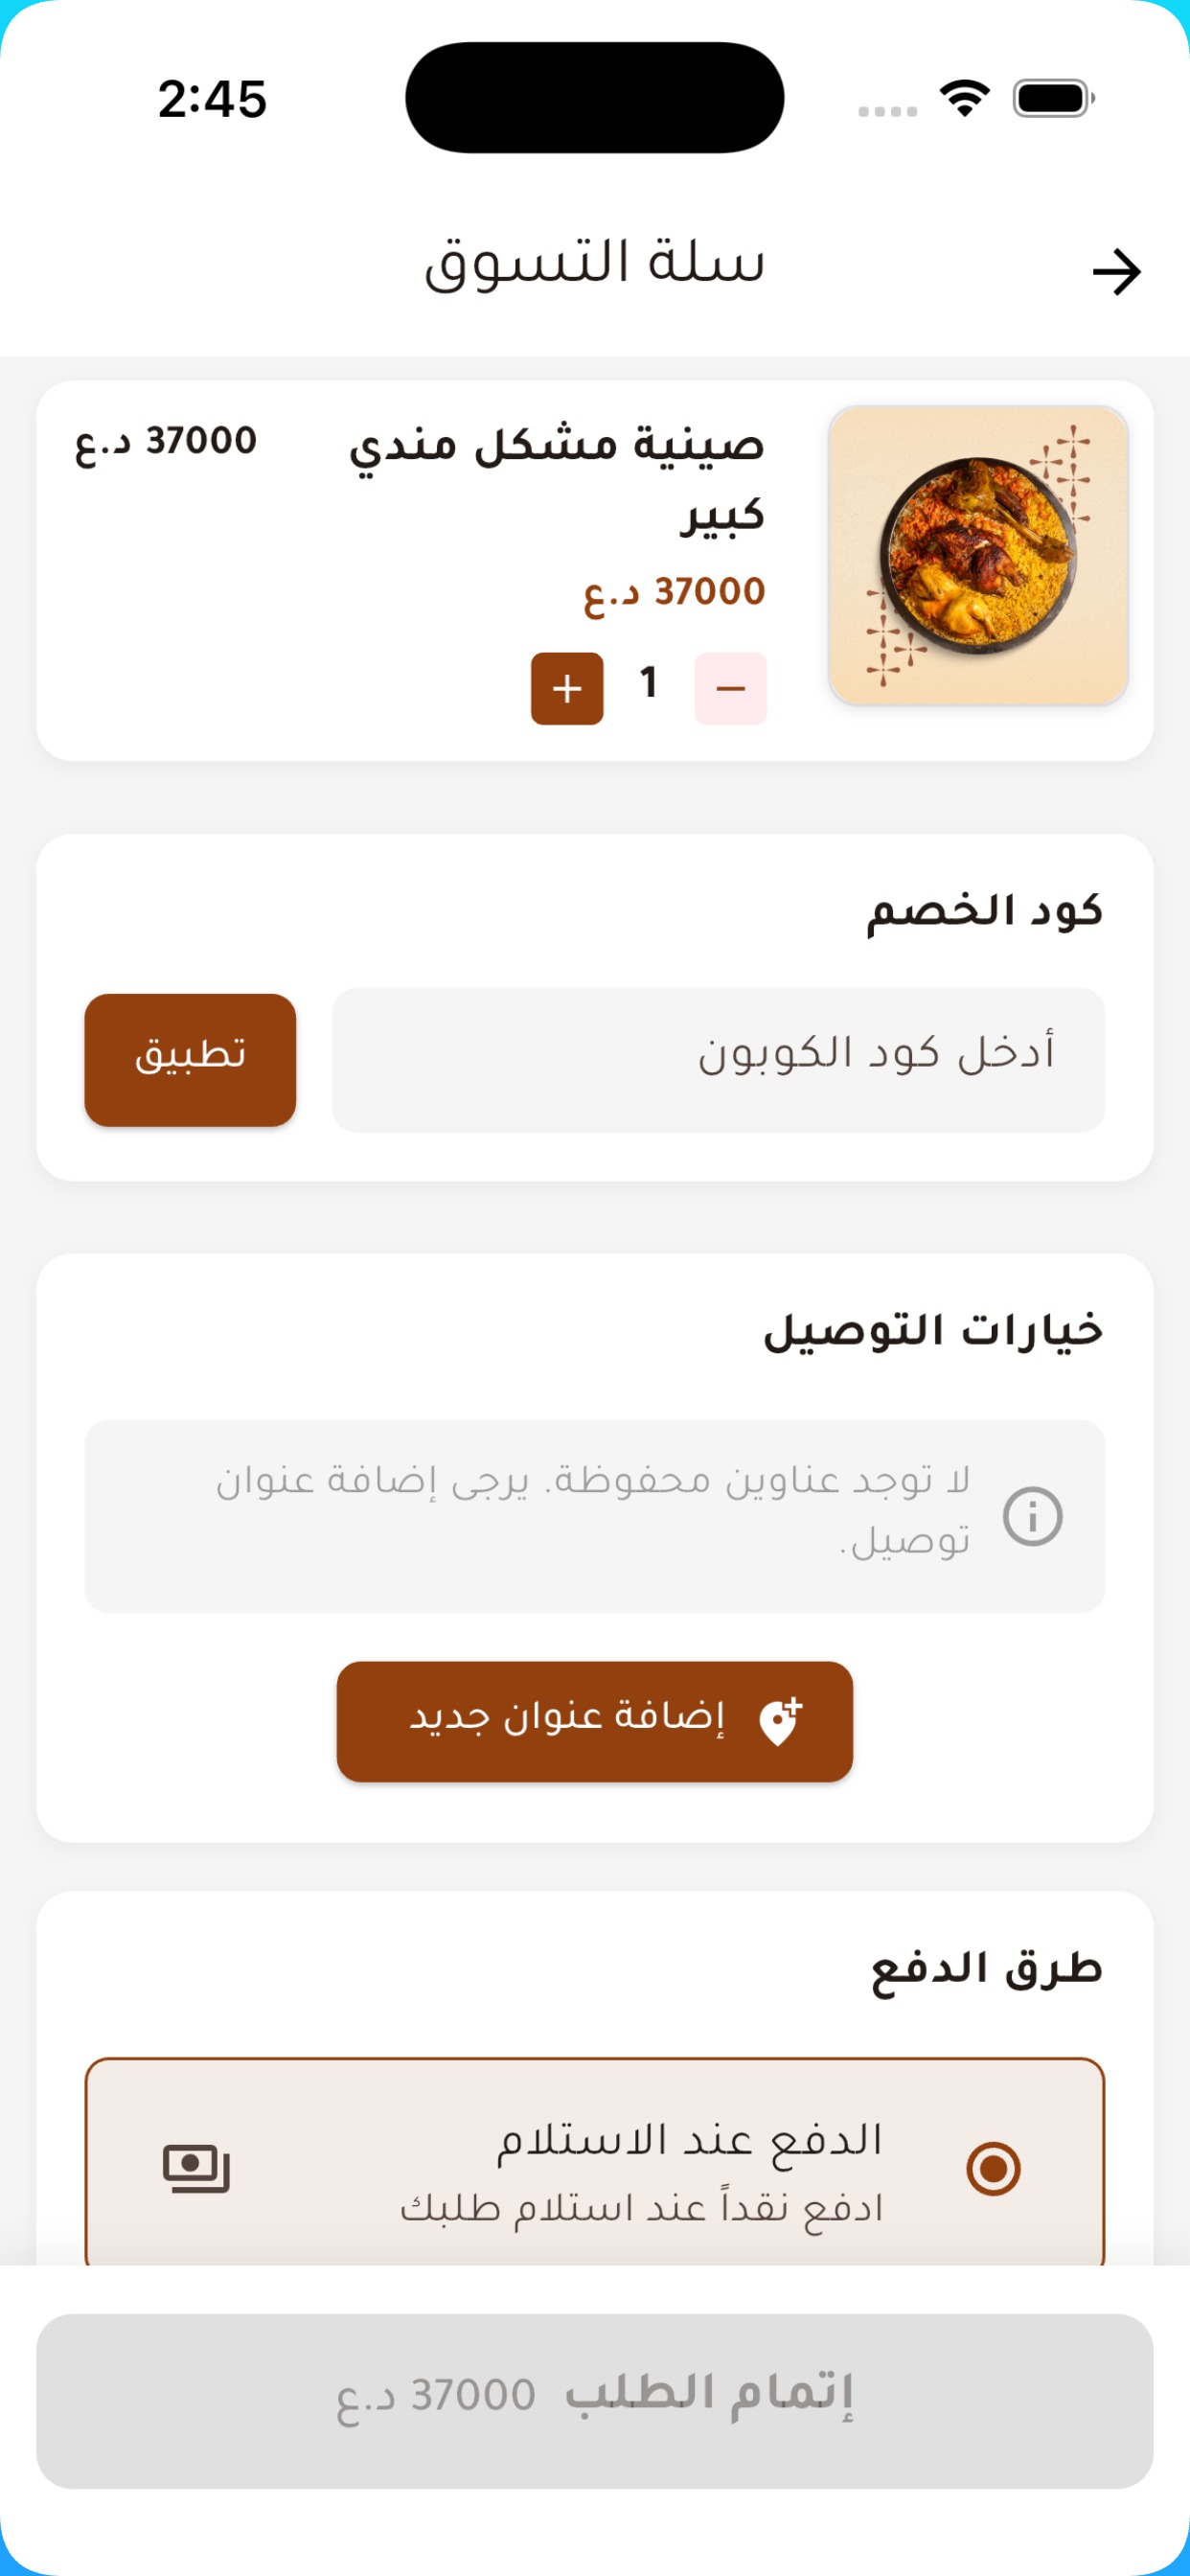 2:45
سلة التسوق
صينية مشكل مندي
كبير
37000 د.ع
37000 د.ع
1
كود الخصم
أدخل كود الكوبون
تطبيق
خيارات التوصيل
لا توجد عناوين محفوظة. يرجى إضافة عنوان
توصيل.
إضافة عنوان جديد
طرق الدفع
الدفع عند الاستلام
ادفع نقداً عند استلام طلبك
إتمام الطلب 37000 د.ع